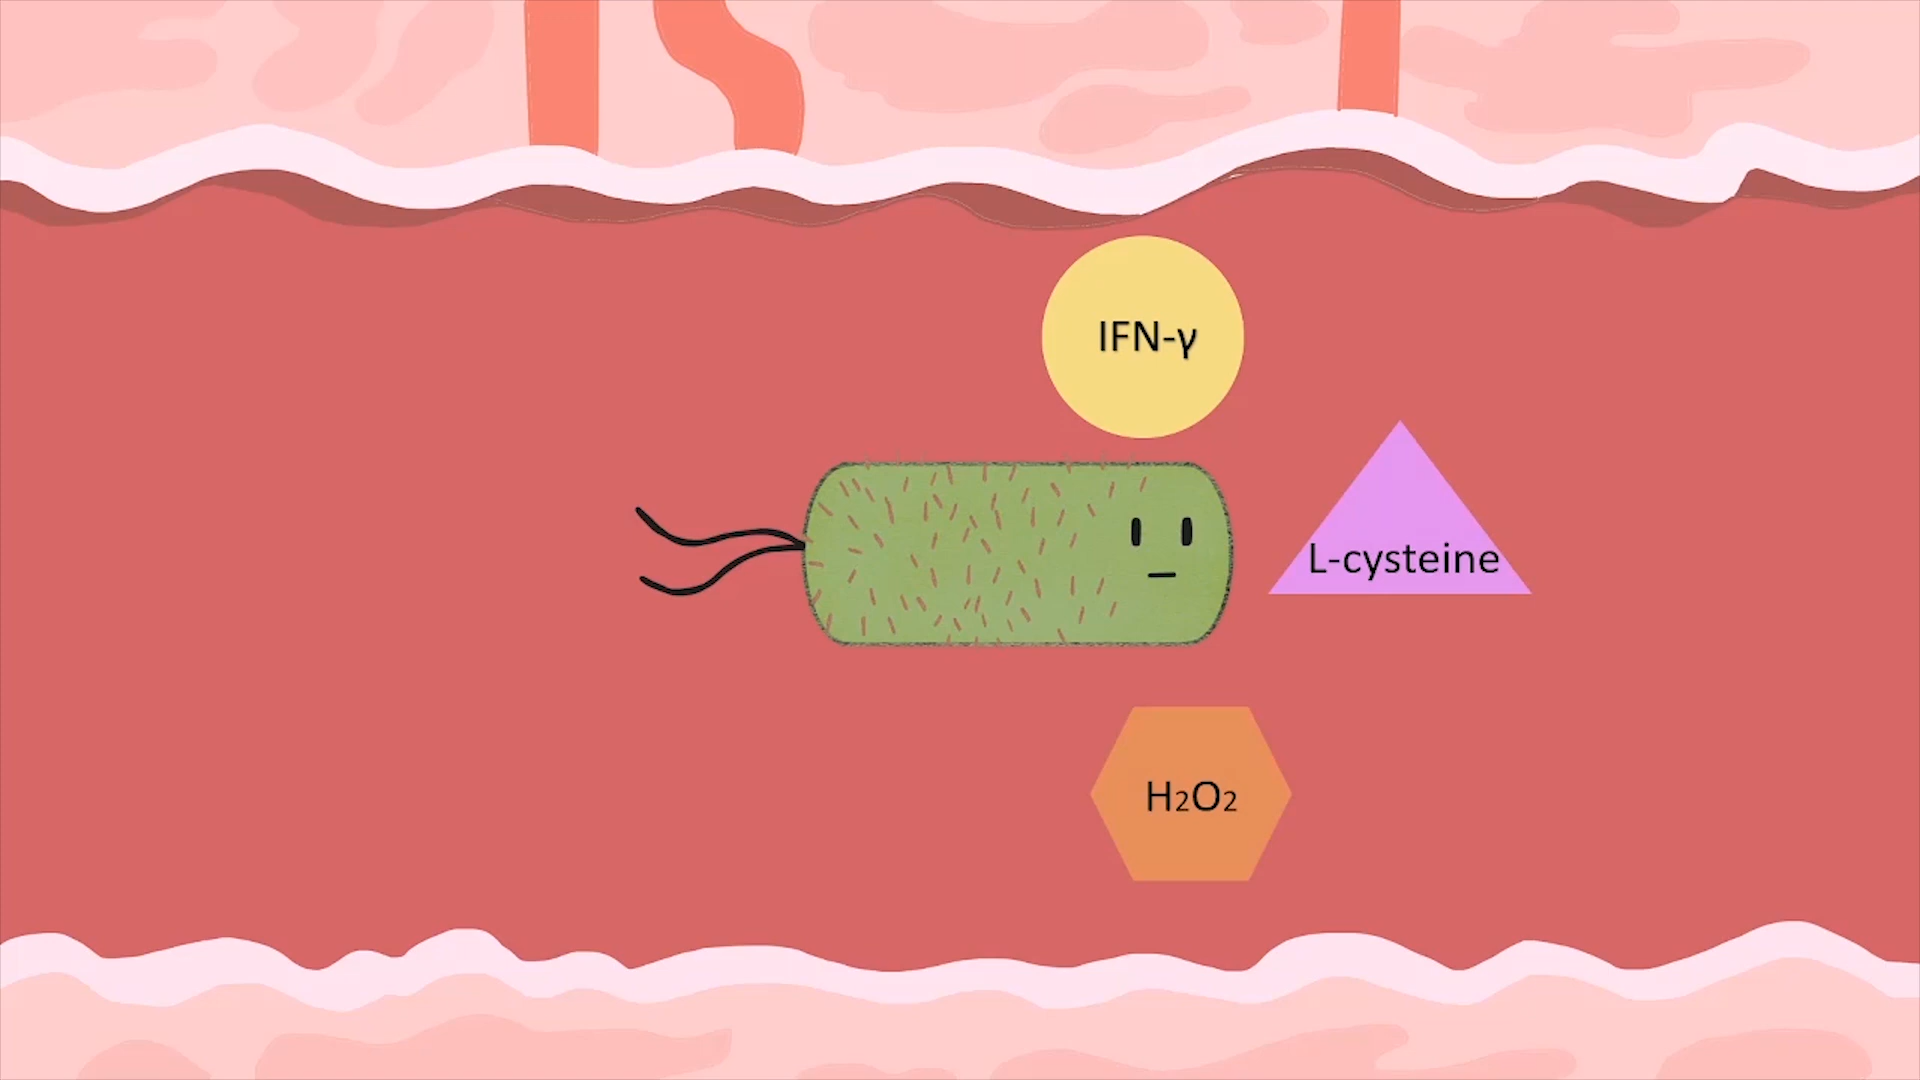 IFN-γ
L-cysteine
H2O2